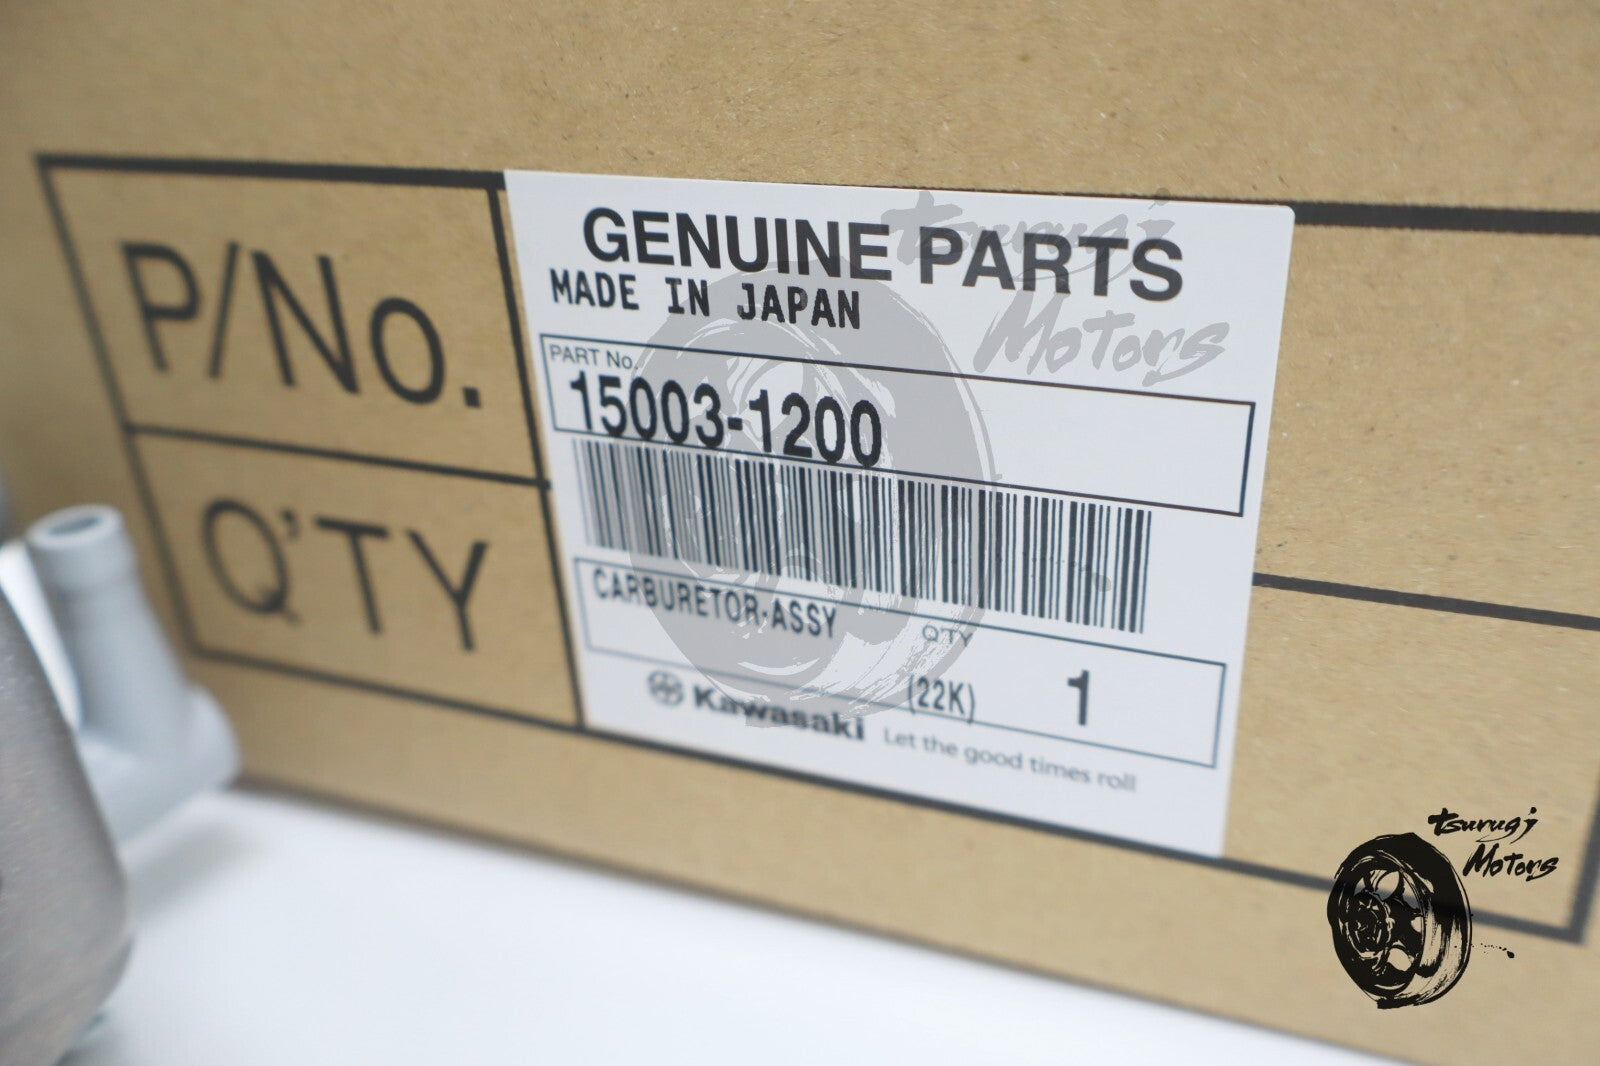 P/No.
Q'TY
GENUINE PARTS
MADE IN JAPAN
PART No.
15003-1200
CARBURETOR-ASSY
QTY
(22K)
1
Kawasaki
Let the good times roll
tsurugi
Motors
tsurugi
Motors